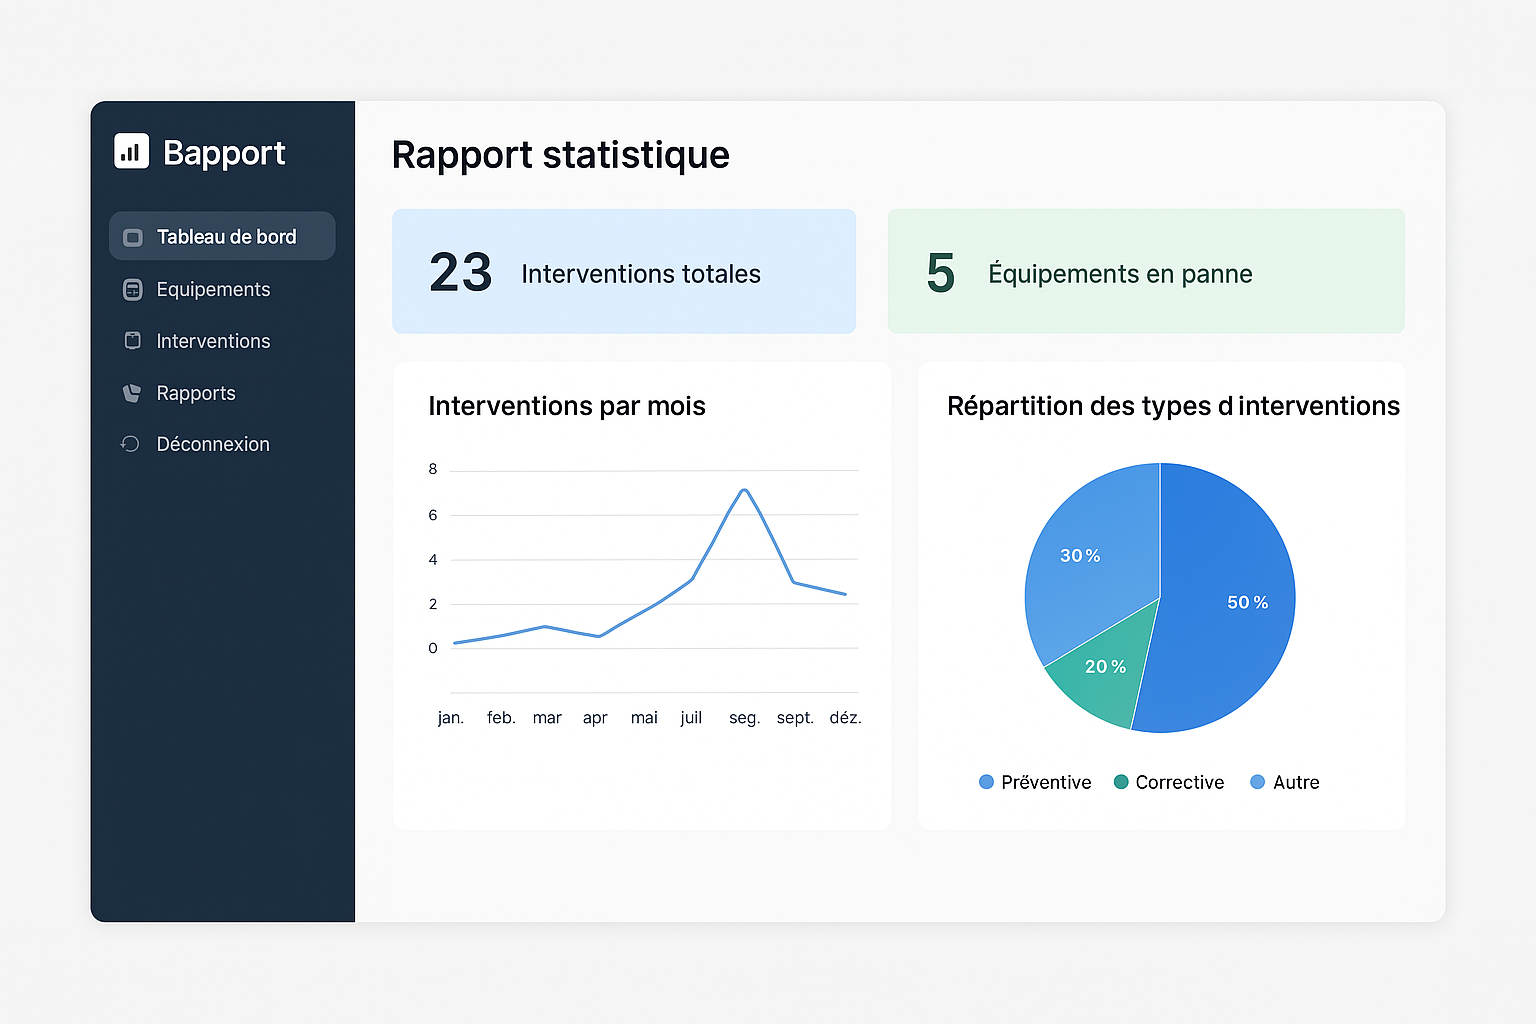 Bapport
Tableau de bord
Equipements
Interventions
Rapports
Déconnexion
Rapport statistique
23 Interventions totales
5 Équipements en panne
Interventions par mois
8
6
4
2
0
jan. feb. mar apr mai juil seg. sept. déz.
Répartition des types d interventions
30%
50%
20%
Préventive Corrective Autre